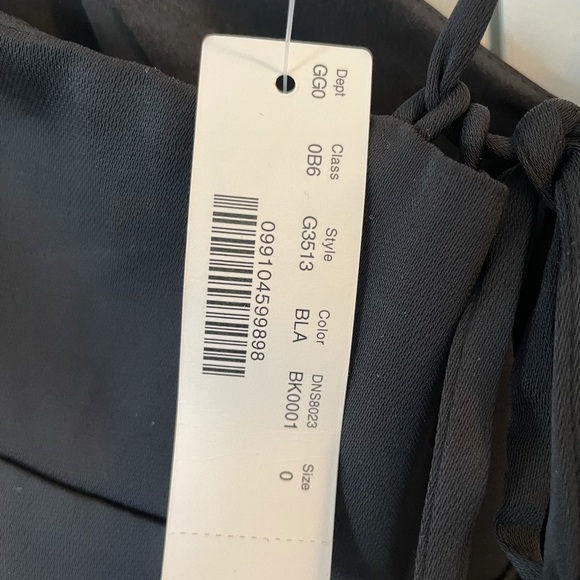 Dept Class Style Color DNS8023 Size
GG0 0B6 G3513 BLA BK0001 0
099104599898